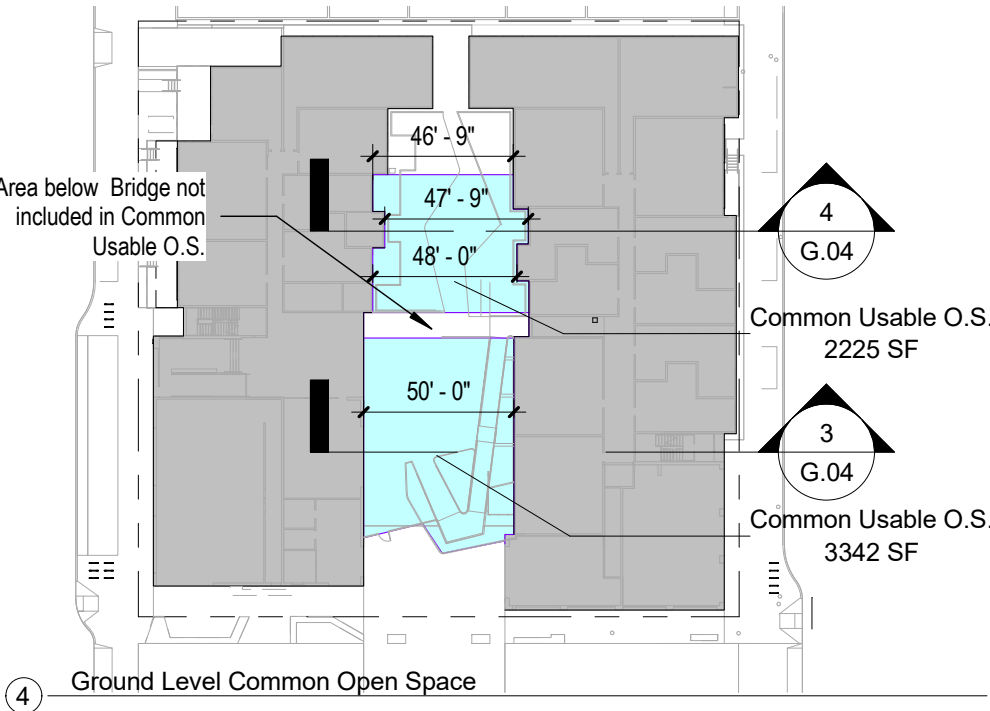 46' - 9"
Area below Bridge not
included in Common
Usable O.S.
47' - 9"
4
G.04
48' - 0"
Common Usable O.S.
2225 SF
50' - 0"
3
G.04
Common Usable O.S.
3342 SF
4
Ground Level Common Open Space